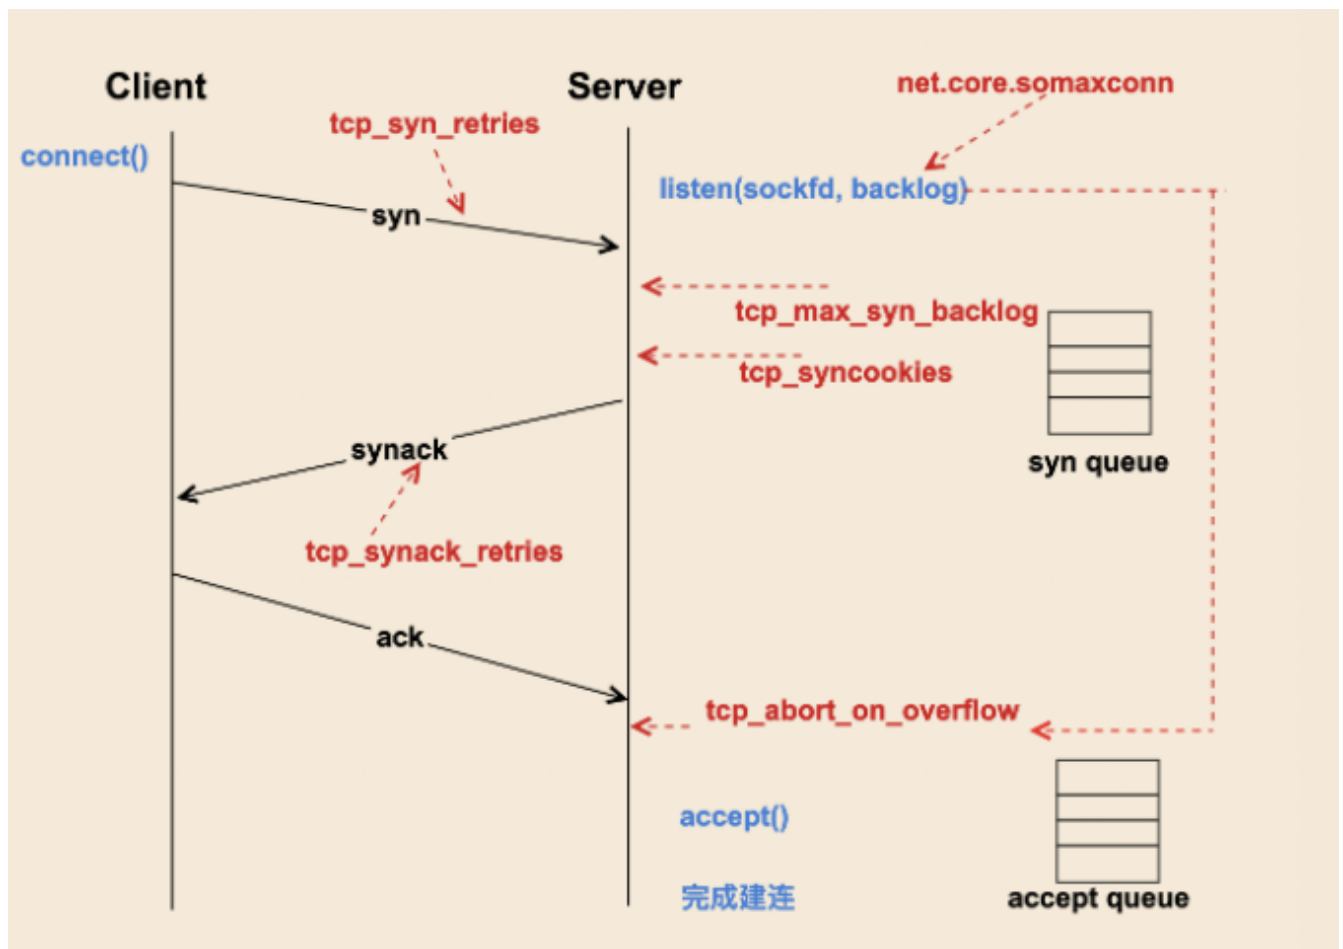 Client
Server
net.core.somaxconn
tcp_syn_retries
connect()
listen(sockfd, backlog)
syn
tcp_max_syn_backlog
tcp_syncookies
synack
syn queue
tcp_synack_retries
ack
tcp_abort_on_overflow
accept()
完成建连
accept queue